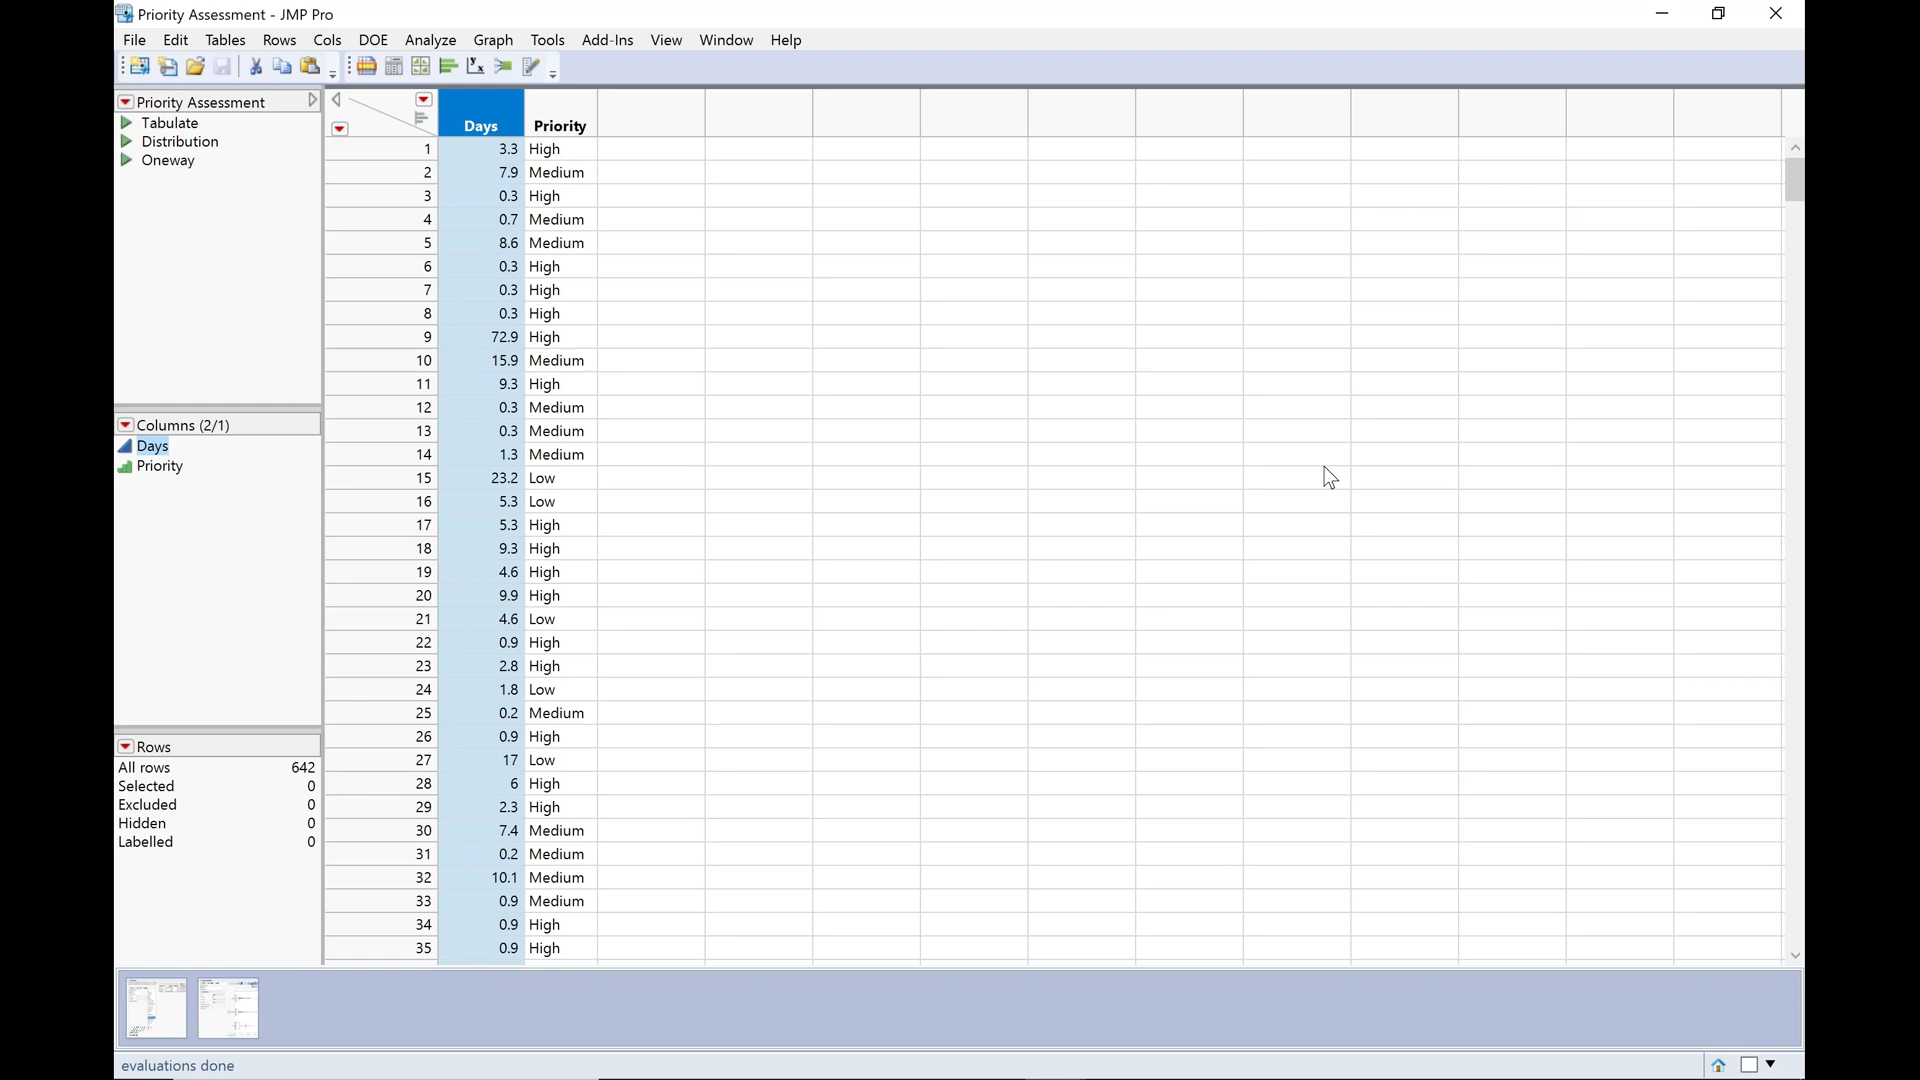 Priority Assessment - JMP Pro
File Edit Tables Rows Cols DOE Analyze Graph Tools Add-Ins View Window Help
Priority Assessment
Tabulate
Distribution
Oneway
Columns (2/1)
Days
Priority
Rows
All rows 642
Selected 0
Excluded 0
Hidden 0
Labelled 0
Days Priority
1 3.3 High
2 7.9 Medium
3 0.3 High
4 0.7 Medium
5 8.6 Medium
6 0.3 High
7 0.3 High
8 0.3 High
9 72.9 High
10 15.9 Medium
11 9.3 High
12 0.3 Medium
13 0.3 Medium
14 1.3 Medium
15 23.2 Low
16 5.3 Low
17 5.3 High
18 9.3 High
19 4.6 High
20 9.9 High
21 4.6 Low
22 0.9 High
23 2.8 High
24 1.8 Low
25 0.2 Medium
26 0.9 High
27 17 Low
28 6 High
29 2.3 High
30 7.4 Medium
31 0.2 Medium
32 10.1 Medium
33 0.9 Medium
34 0.9 High
35 0.9 High
evaluations done